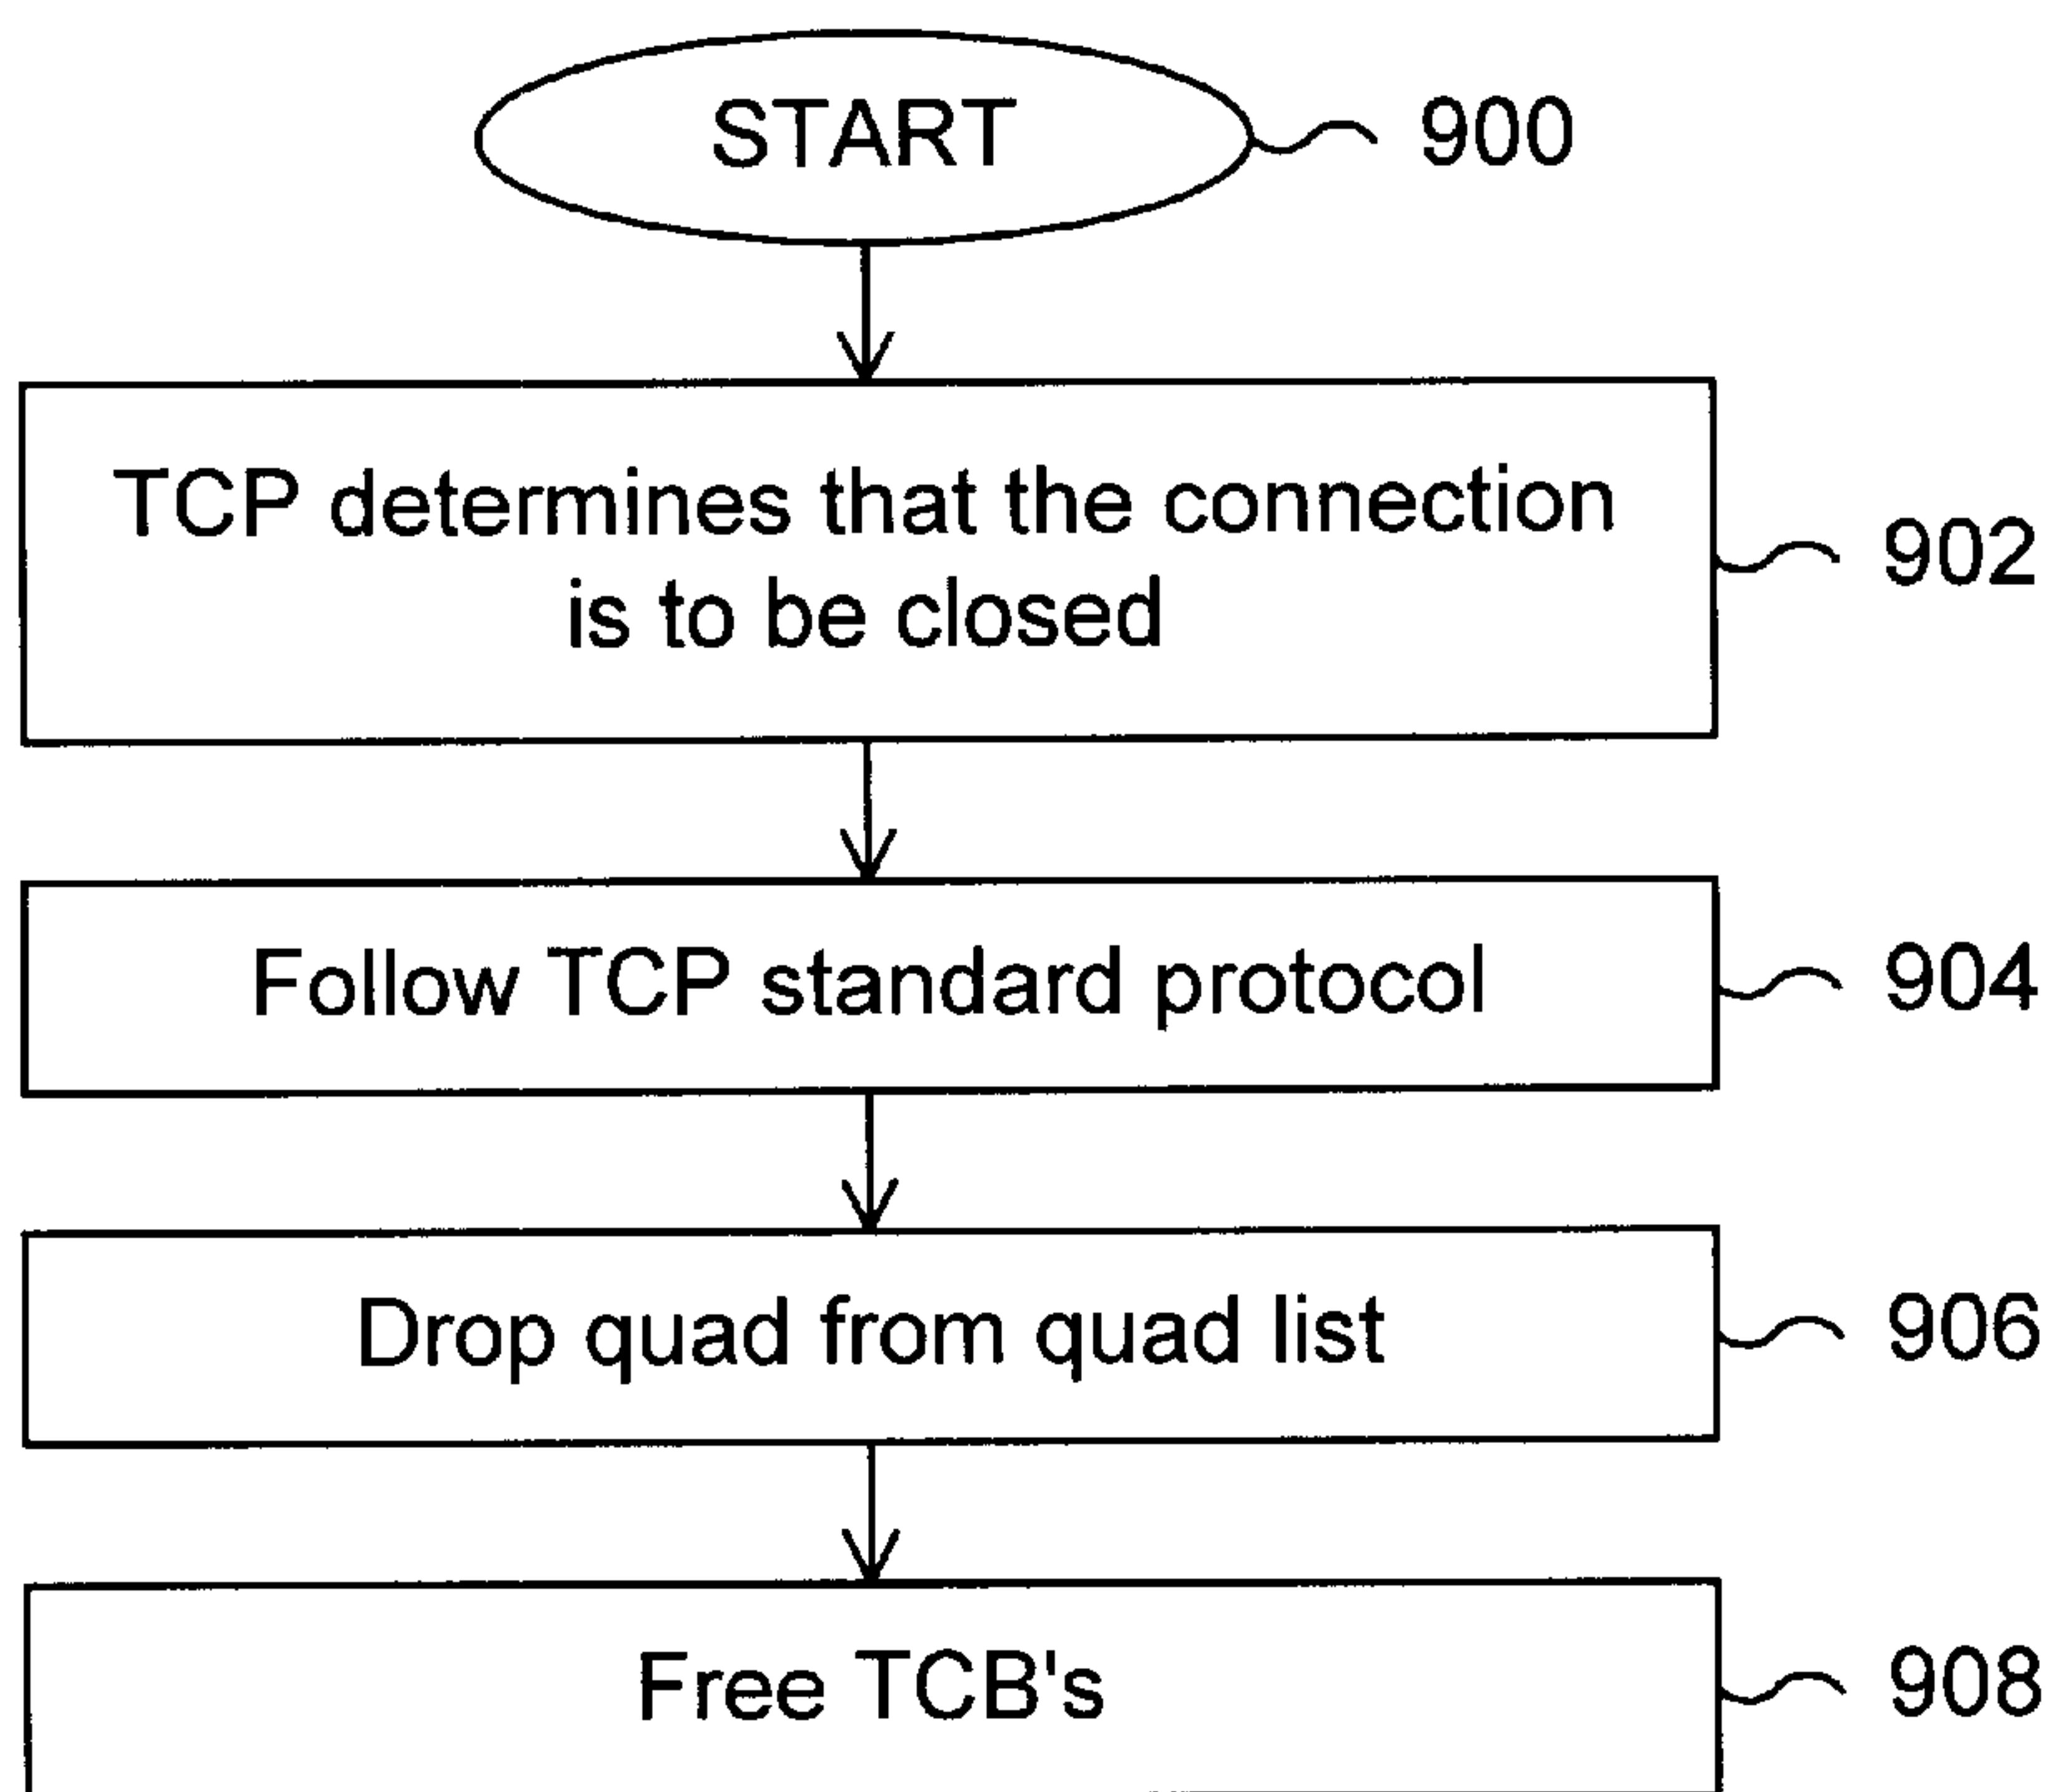 START
900
TCP determines that the connection
is to be closed
902
Follow TCP standard protocol
904
Drop quad from quad list
906
Free TCB's
908